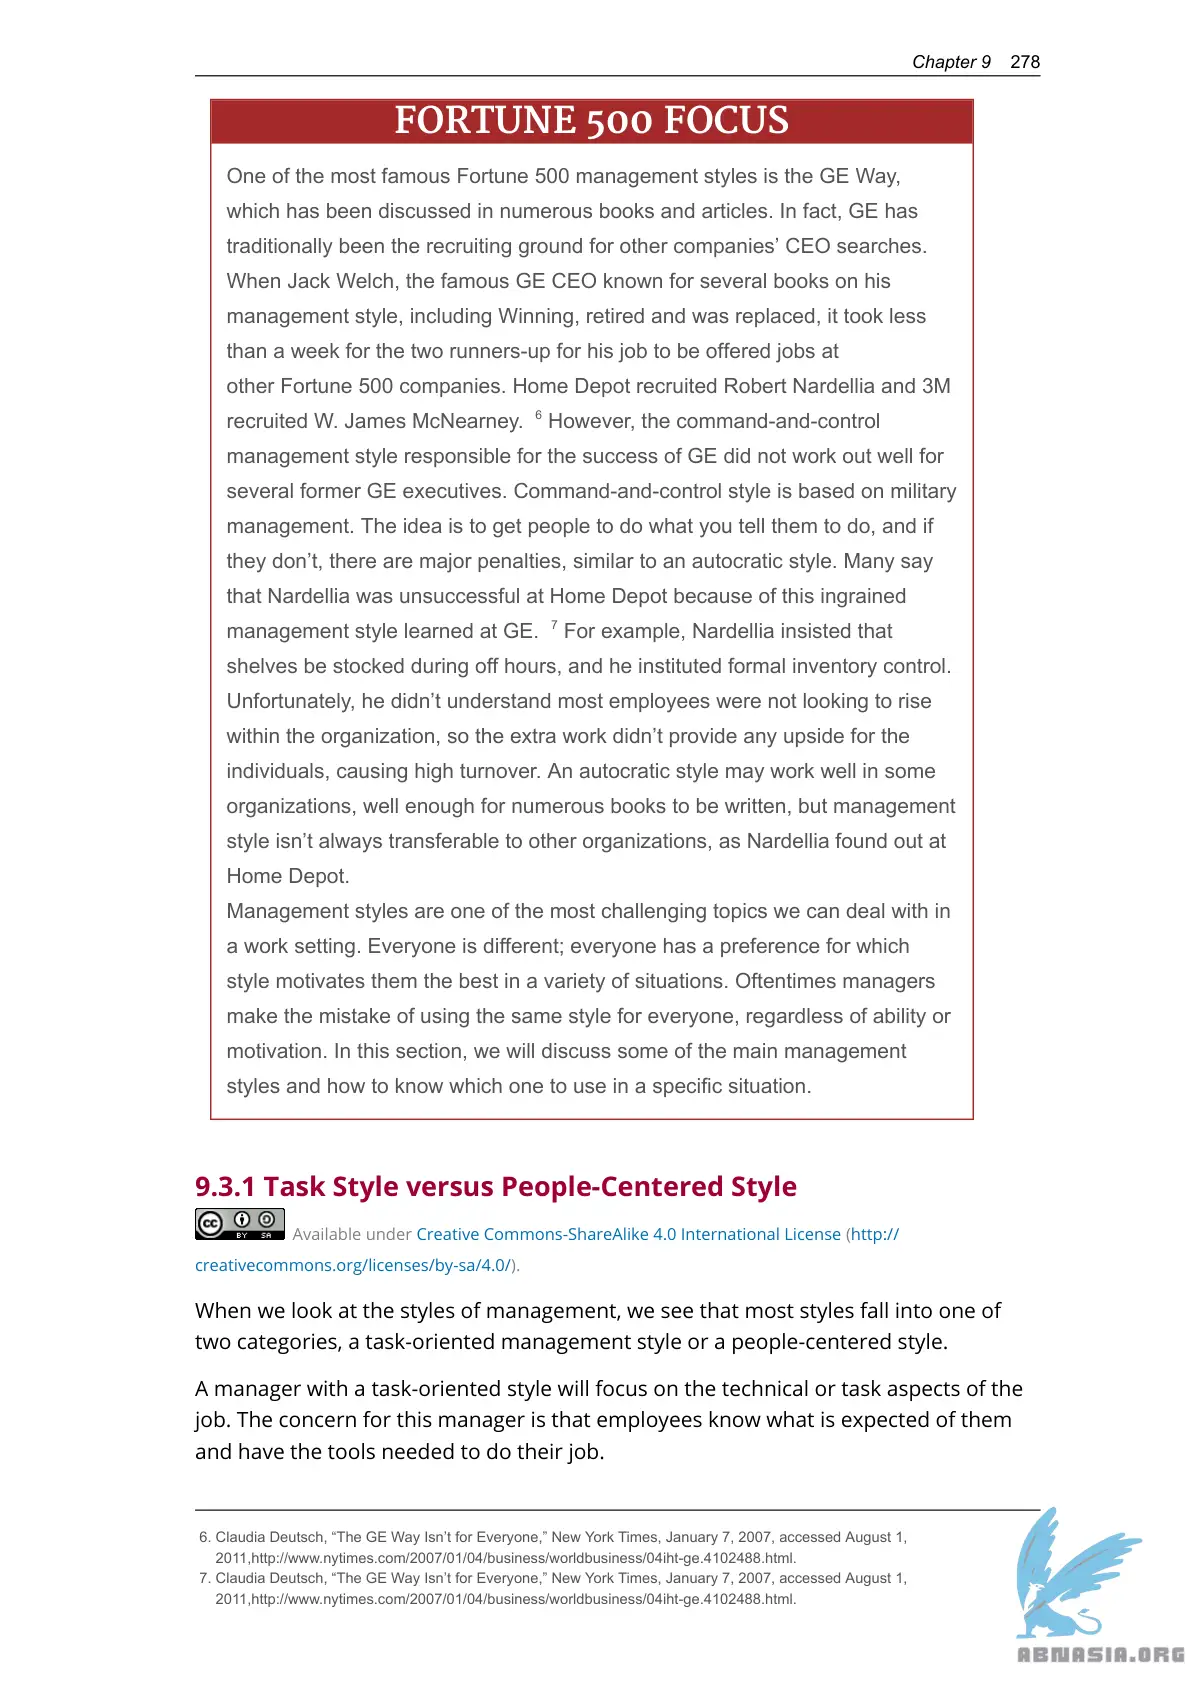 Chapter 9 278
FORTUNE 500 FOCUS
One of the most famous Fortune 500 management styles is the GE Way,
which has been discussed in numerous books and articles. In fact, GE has
traditionally been the recruiting ground for other companies’ CEO searches.
When Jack Welch, the famous GE CEO known for several books on his
management style, including Winning, retired and was replaced, it took less
than a week for the two runners-up for his job to be offered jobs at
other Fortune 500 companies. Home Depot recruited Robert Nardellia and 3M
recruited W. James McNearney. 6 However, the command-and-control
management style responsible for the success of GE did not work out well for
several former GE executives. Command-and-control style is based on military
management. The idea is to get people to do what you tell them to do, and if
they don’t, there are major penalties, similar to an autocratic style. Many say
that Nardellia was unsuccessful at Home Depot because of this ingrained
management style learned at GE. 7 For example, Nardellia insisted that
shelves be stocked during off hours, and he instituted formal inventory control.
Unfortunately, he didn’t understand most employees were not looking to rise
within the organization, so the extra work didn’t provide any upside for the
individuals, causing high turnover. An autocratic style may work well in some
organizations, well enough for numerous books to be written, but management
style isn’t always transferable to other organizations, as Nardellia found out at
Home Depot.
Management styles are one of the most challenging topics we can deal with in
a work setting. Everyone is different; everyone has a preference for which
style motivates them the best in a variety of situations. Oftentimes managers
make the mistake of using the same style for everyone, regardless of ability or
motivation. In this section, we will discuss some of the main management
styles and how to know which one to use in a specific situation.
9.3.1 Task Style versus People-Centered Style
cc BY SA Available under Creative Commons-ShareAlike 4.0 International License (http://
creativecommons.org/licenses/by-sa/4.0/).
When we look at the styles of management, we see that most styles fall into one of
two categories, a task-oriented management style or a people-centered style.
A manager with a task-oriented style will focus on the technical or task aspects of the
job. The concern for this manager is that employees know what is expected of them
and have the tools needed to do their job.
6. Claudia Deutsch, “The GE Way Isn’t for Everyone,” New York Times, January 7, 2007, accessed August 1,
2011,http://www.nytimes.com/2007/01/04/business/worldbusiness/04iht-ge.4102488.html.
7. Claudia Deutsch, “The GE Way Isn’t for Everyone,” New York Times, January 7, 2007, accessed August 1,
2011,http://www.nytimes.com/2007/01/04/business/worldbusiness/04iht-ge.4102488.html.
ABNASIA.ORG